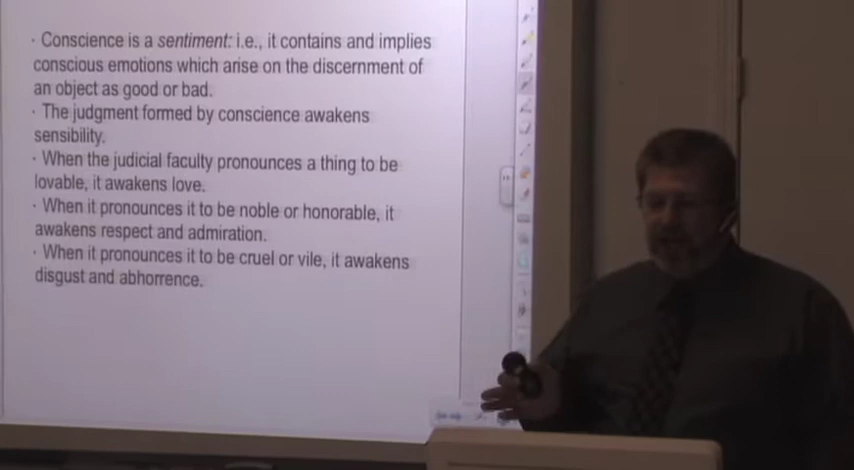 · Conscience is a sentiment: i.e., it contains and implies
conscious emotions which arise on the discernment of
an object as good or bad.
· The judgment formed by conscience awakens
sensibility.
· When the judicial faculty pronounces a thing to be
lovable, it awakens love.
· When it pronounces it to be noble or honorable, it
awakens respect and admiration.
· When it pronounces it to be cruel or vile, it awakens
disgust and abhorrence.